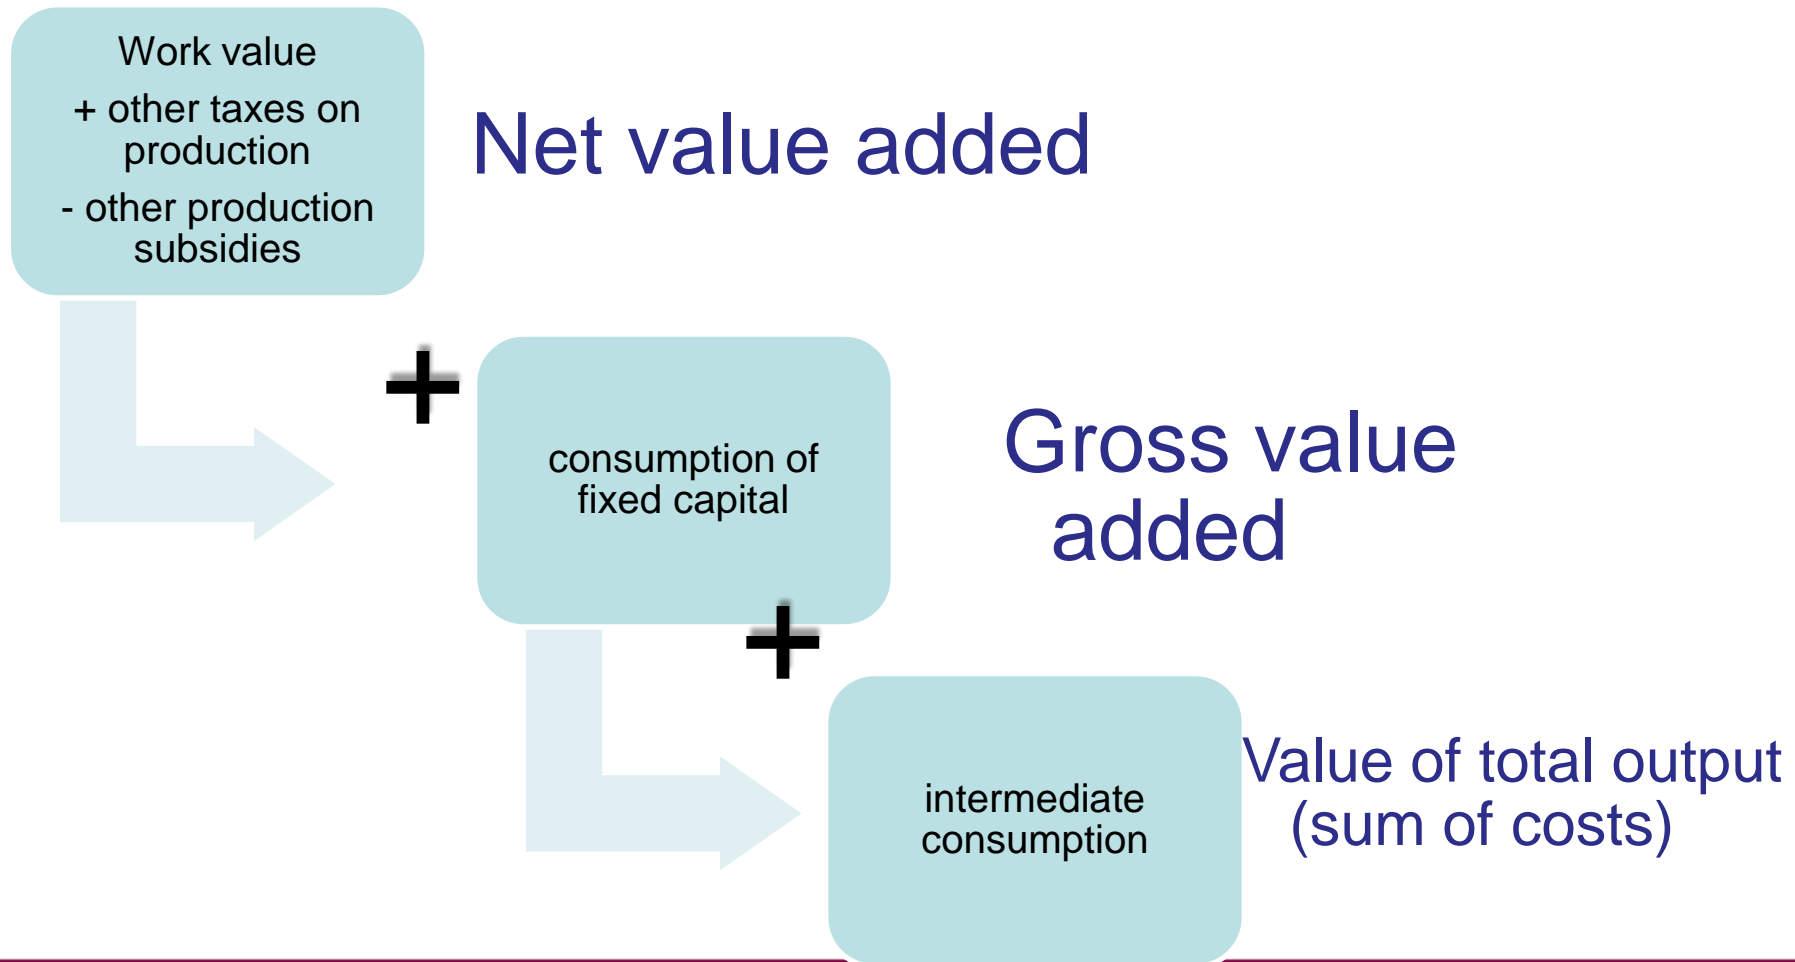 Work value
+ other taxes on
production
- other production
subsidies
Net value added
+
consumption of
fixed capital
Gross value
added
+
intermediate
consumption
Value of total output
(sum of costs)